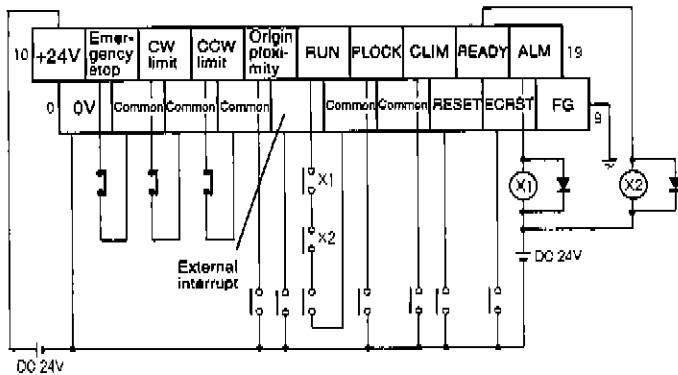 10 +24V Emer-gency stop CW limit CCW limit Origin ploxi-mity RUN PLOCK CLIM READY ALM 19
0 0V Common Common Common Common Common RESET ECRST FG 9
X1
X2
X1
X2
External
interrupt
DC 24V
DC 24V